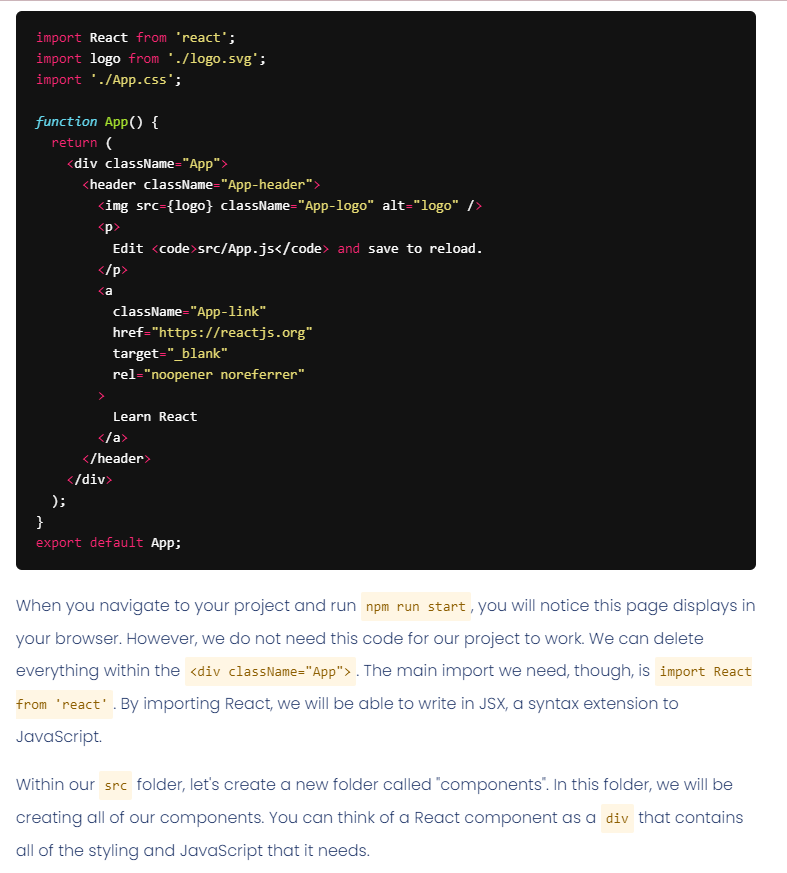 import React from 'react';
import logo from './logo.svg';
import './App.css';

function App() {
  return (
    <div className="App">
      <header className="App-header">
        <img src={logo} className="App-logo" alt="logo" />
        <p>
          Edit <code>src/App.js</code> and save to reload.
        </p>
        <a
          className="App-link"
          href="https://reactjs.org"
          target="_blank"
          rel="noopener noreferrer"
        >
          Learn React
        </a>
      </header>
    </div>
  );
}
export default App;
When you navigate to your project and run npm run start, you will notice this page displays in
your browser. However, we do not need this code for our project to work. We can delete
everything within the <div className="App">. The main import we need, though, is import React
from 'react'. By importing React, we will be able to write in JSX, a syntax extension to
JavaScript.
Within our src folder, let's create a new folder called "components". In this folder, we will be
creating all of our components. You can think of a React component as a div that contains
all of the styling and JavaScript that it needs.